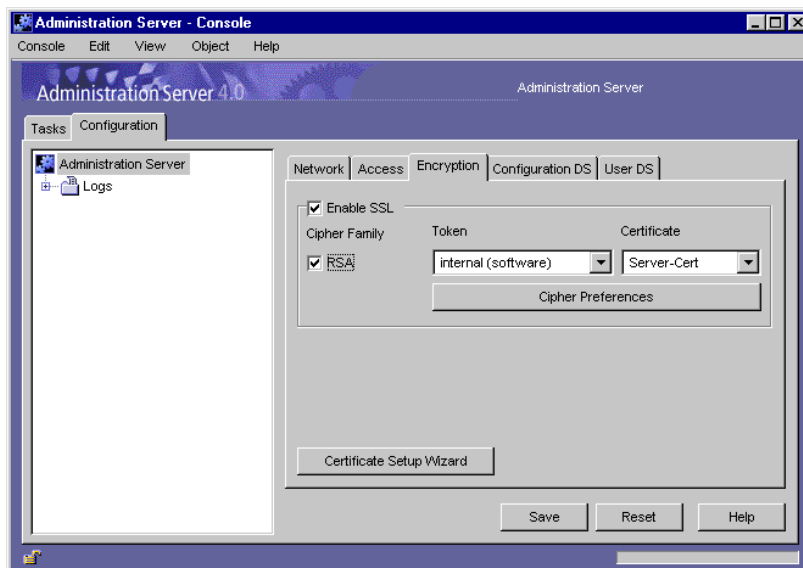 Administration Server - Console
Console Edit View Object Help
Administration Server 4.0
Administration Server
Tasks Configuration
Administration Server
Logs
Network Access Encryption Configuration DS User DS
Enable SSL
Cipher Family Token Certificate
RSA internal (software) Server-Cert
Cipher Preferences
Certificate Setup Wizard
Save Reset Help